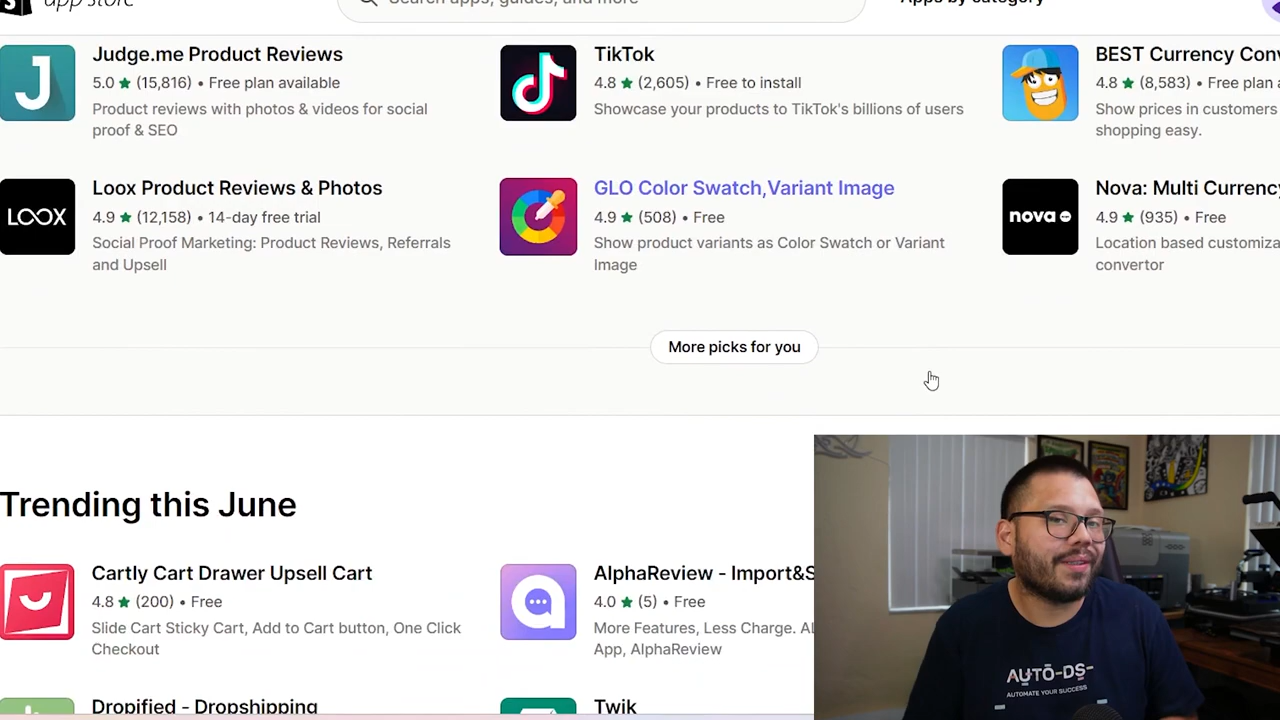 app store
Search apps, guides, and more
Apps by category
Judge.me Product Reviews
5.0 ★ (15,816) • Free plan available
Product reviews with photos & videos for social
proof & SEO
TikTok
4.8 ★ (2,605) • Free to install
Showcase your products to TikTok's billions of users
BEST Currency Conv
4.8 ★ (8,583) • Free plan a
Show prices in customers
shopping easy.
LOOX
Loox Product Reviews & Photos
4.9 ★ (12,158) • 14-day free trial
Social Proof Marketing: Product Reviews, Referrals
and Upsell
GLO Color Swatch,Variant Image
4.9 ★ (508) • Free
Show product variants as Color Swatch or Variant
Image
nova
Nova: Multi Currency
4.9 ★ (935) • Free
Location based customiza
convertor
More picks for you
Trending this June
Cartly Cart Drawer Upsell Cart
4.8 ★ (200) • Free
Slide Cart Sticky Cart, Add to Cart button, One Click
Checkout
AlphaReview - Import&S
4.0 ★ (5) • Free
More Features, Less Charge. AL
App, AlphaReview
Dropified - Dropshipping
Twik
AUTO-DS-
AUTOMATE YOUR SUCCESS